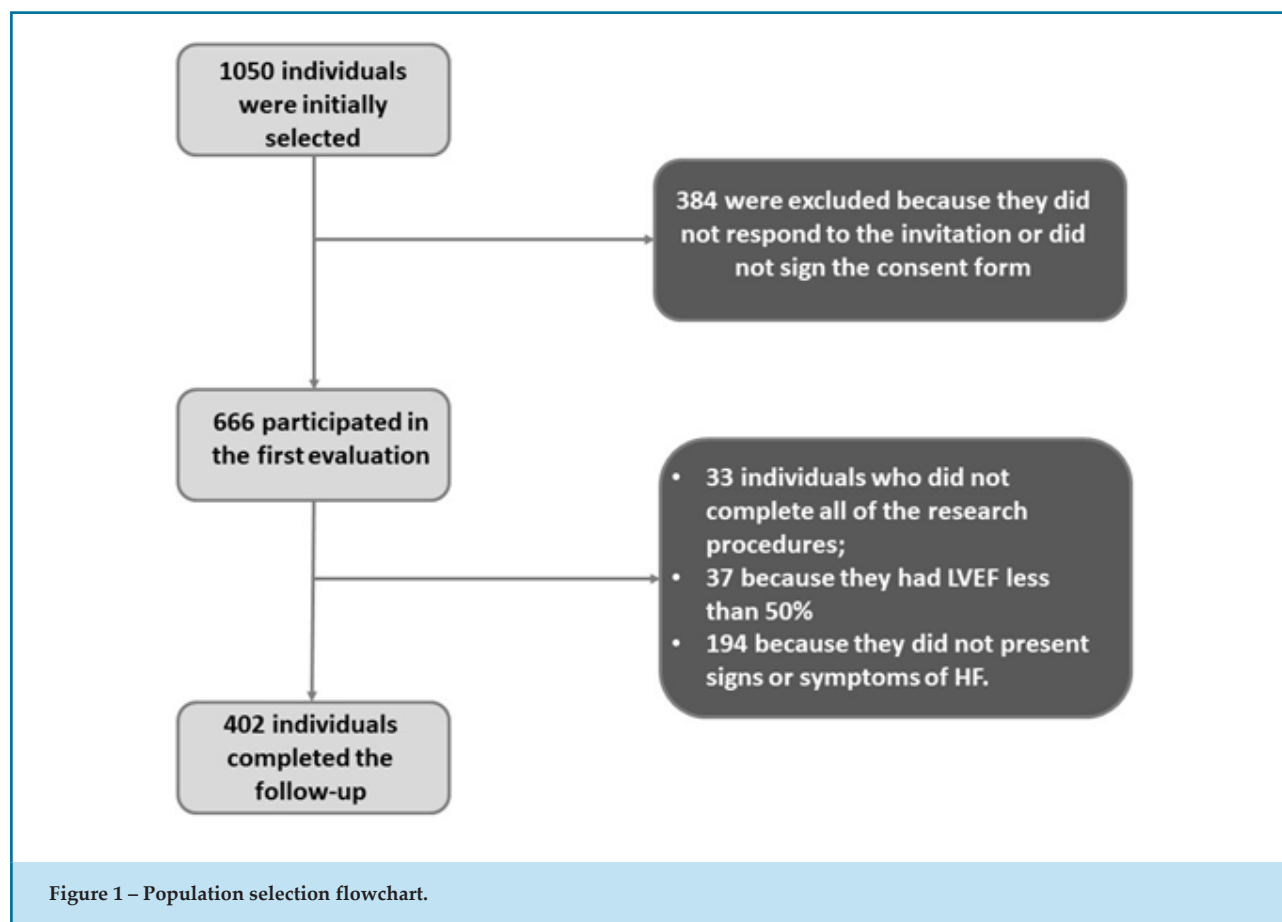 1050 individuals
were initially
selected
384 were excluded because they did
not respond to the invitation or did
not sign the consent form
666 participated in
the first evaluation
• 33 individuals who did not
complete all of the research
procedures;
• 37 because they had LVEF less
than 50%
• 194 because they did not present
signs or symptoms of HF.
402 individuals
completed the
follow-up
Figure 1 – Population selection flowchart.